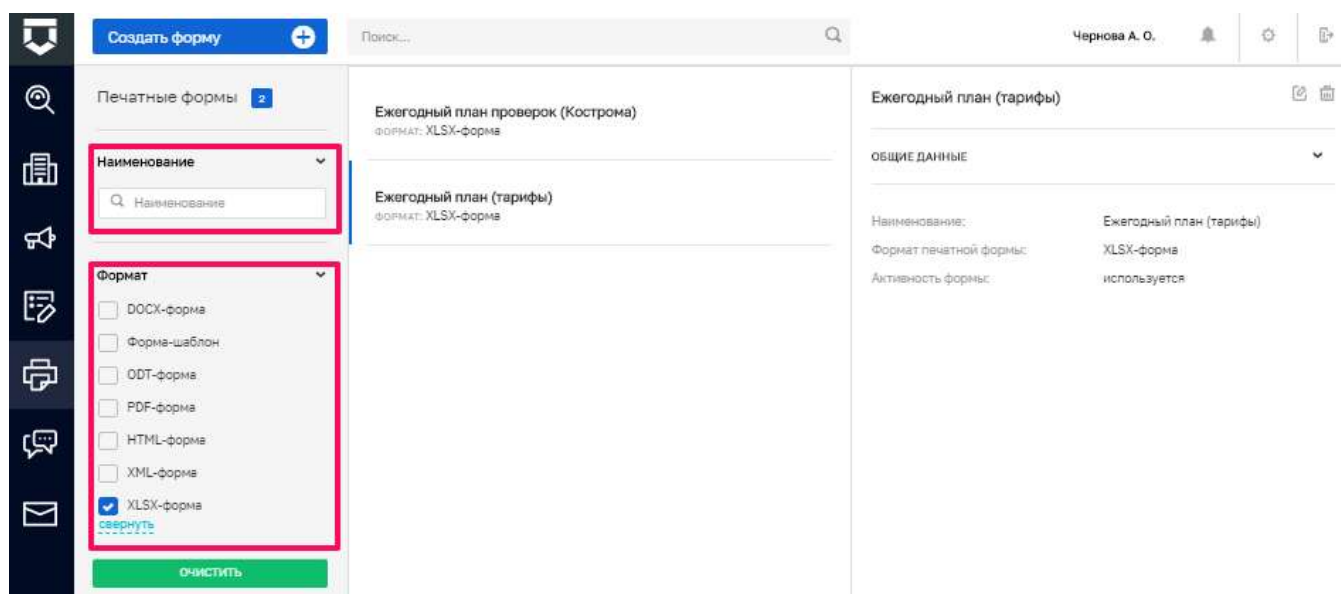 Создать форму
Поиск...
Чернова А. О.
Печатные формы 2
Наименование
Наименование
Формат
DOCX-форма
Форма-шаблон
ODT-форма
PDF-форма
HTML-форма
XML-форма
XLSX-форма
свернуть
ОЧИСТИТЬ
Ежегодный план проверок (Кострома)
ФОРМАТ: XLSX-форма
Ежегодный план (тарифы)
ФОРМАТ: XLSX-форма
Ежегодный план (тарифы)
ОБЩИЕ ДАННЫЕ
Наименование: Ежегодный план (тарифы)
Формат печатной формы: XLSX-форма
Активность формы: используется